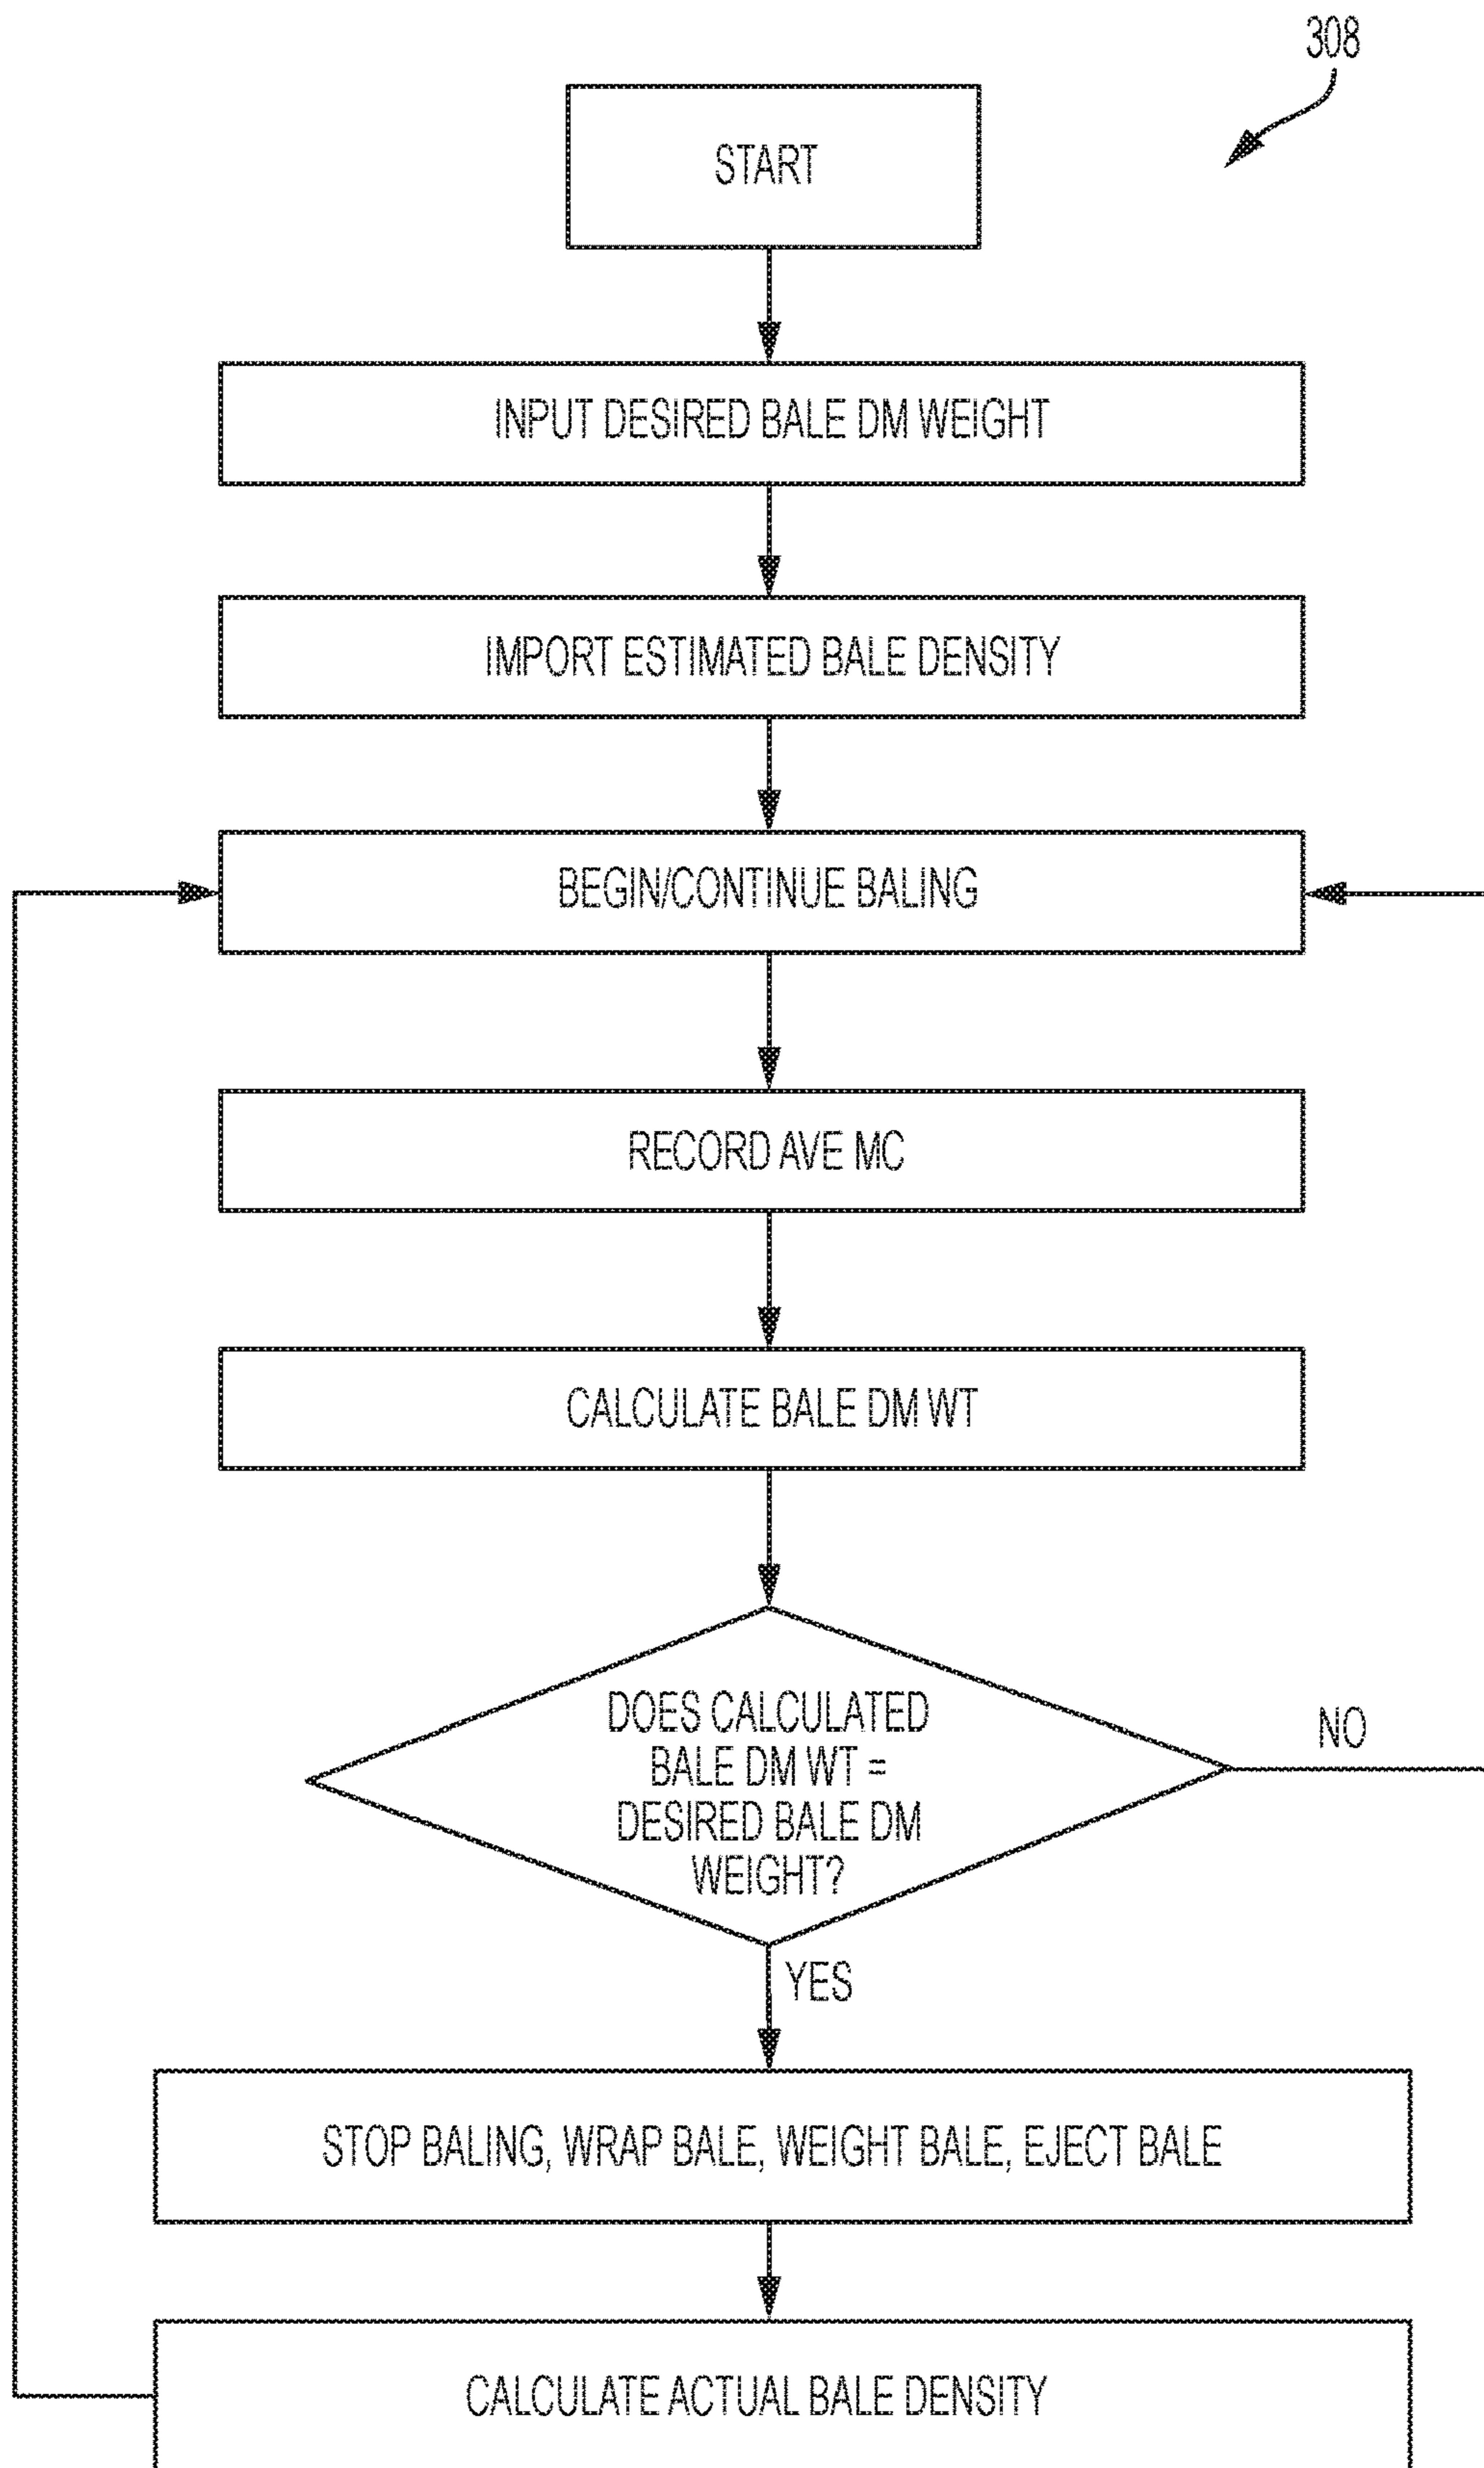 308
START
INPUT DESIRED BALE DM WEIGHT
IMPORT ESTIMATED BALE DENSITY
BEGIN/CONTINUE BALING
RECORD AVE MC
CALCULATE BALE DM WT
DOES CALCULATED
BALE DM WT =
DESIRED BALE DM
WEIGHT?
NO
YES
STOP BALING, WRAP BALE, WEIGHT BALE, EJECT BALE
CALCULATE ACTUAL BALE DENSITY